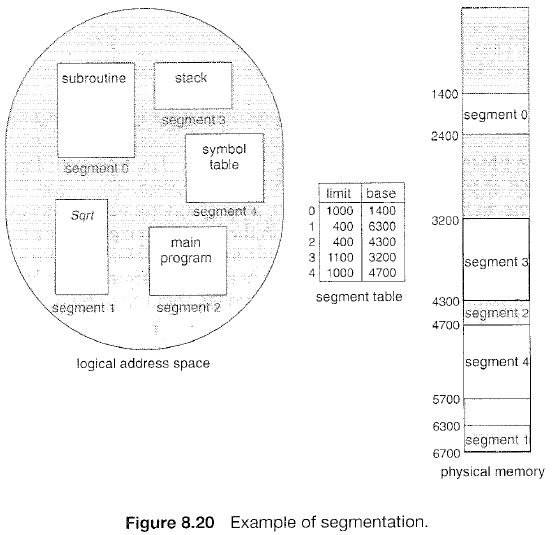 subroutine
segment 0
stack
segment 3
symbol
table
segment 4
Sqrt
segment 1
main
program
segment 2
logical address space
limit base
0 1000 1400
1 400 6300
2 400 4300
3 1100 3200
4 1000 4700
segment table
1400
segment 0
2400
3200
segment 3
4300
segment 2
4700
segment 4
5700
6300
segment 1
6700
physical memory
Figure 8.20 Example of segmentation.